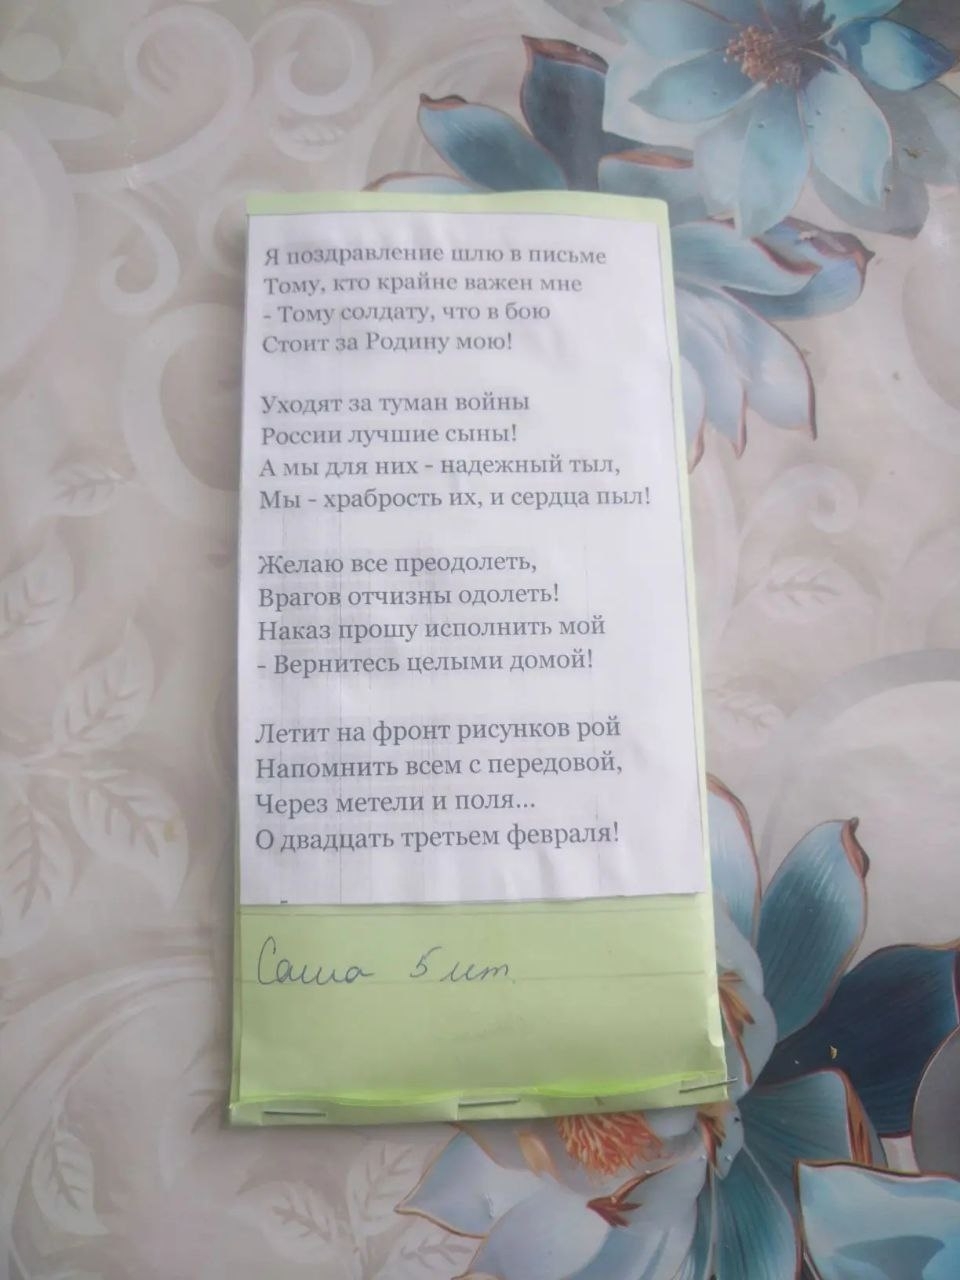 Я поздравление шлю в письме
Тому, кто крайне важен мне
- Тому солдату, что в бою
Стоит за Родину мою!
Уходят за туман войны
России лучшие сыны!
А мы для них - надежный тыл,
Мы - храбрость их, и сердца пыл!
Желаю все преодолеть,
Врагов отчизны одолеть!
Наказ прошу исполнить мой
- Вернитесь целыми домой!
Летит на фронт рисунков рой
Напомнить всем с передовой,
Через метели и поля...
О двадцать третьем февраля!
Саша 5 лет